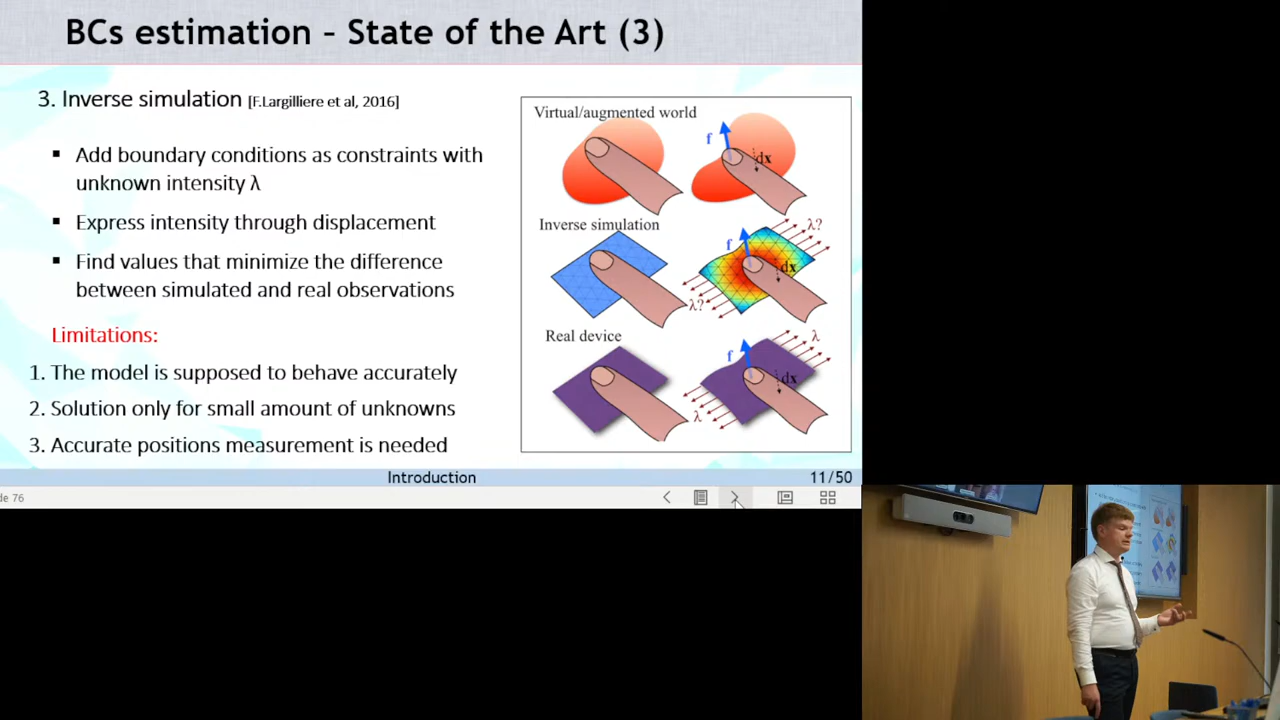 BCs estimation – State of the Art (3)
3. Inverse simulation [F.Largilliere et al, 2016]
▪ Add boundary conditions as constraints with
unknown intensity λ
▪ Express intensity through displacement
▪ Find values that minimize the difference
between simulated and real observations
Limitations:
1. The model is supposed to behave accurately
2. Solution only for small amount of unknowns
3. Accurate positions measurement is needed
Virtual/augmented world
f
dx
Inverse simulation
λ?
f
dx
λ?
Real device
λ
f
dx
λ
Introduction
11/50
de 76